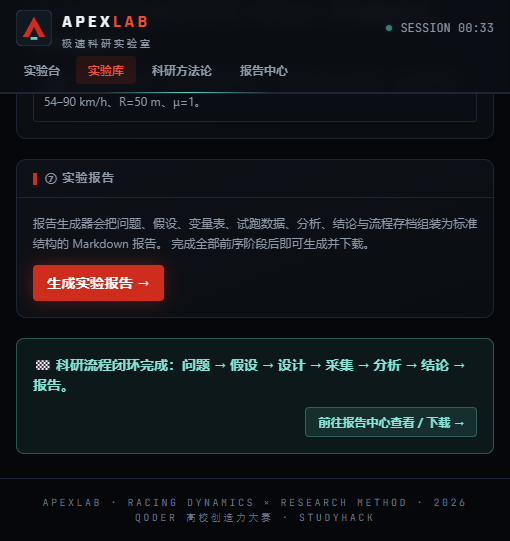 APEXLAB
极速科研实验室
SESSION 00:33
实验台 实验库 科研方法论 报告中心
54–90 km/h、R=50 m、μ=1。
⑦ 实验报告
报告生成器会把问题、假设、变量表、试跑数据、分析、结论与流程存档组装为标准
结构的 Markdown 报告。 完成全部前序阶段后即可生成并下载。
生成实验报告 →
科研流程闭环完成：问题 → 假设 → 设计 → 采集 → 分析 → 结论 →
报告。
前往报告中心查看 / 下载 →
APEXLAB · RACING DYNAMICS × RESEARCH METHOD · 2026
QODER 高校创造力大赛 · STUDYHACK